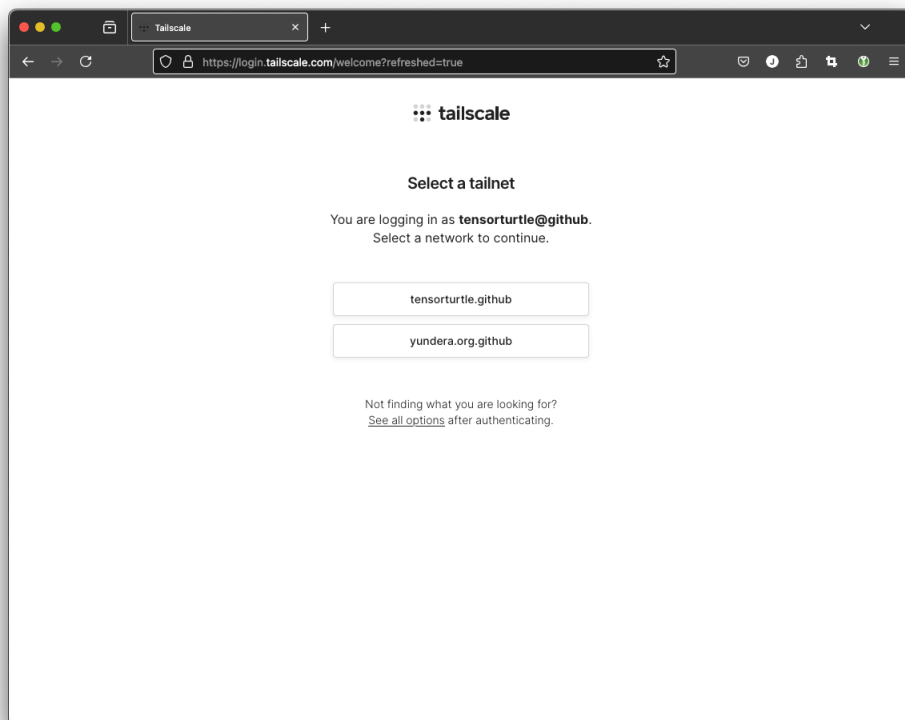 Tailscale
https://login.tailscale.com/welcome?refreshed=true
J
tailscale
Select a tailnet
You are logging in as tensorturtle@github.
Select a network to continue.
tensorturtle.github
yundera.org.github
Not finding what you are looking for?
See all options after authenticating.